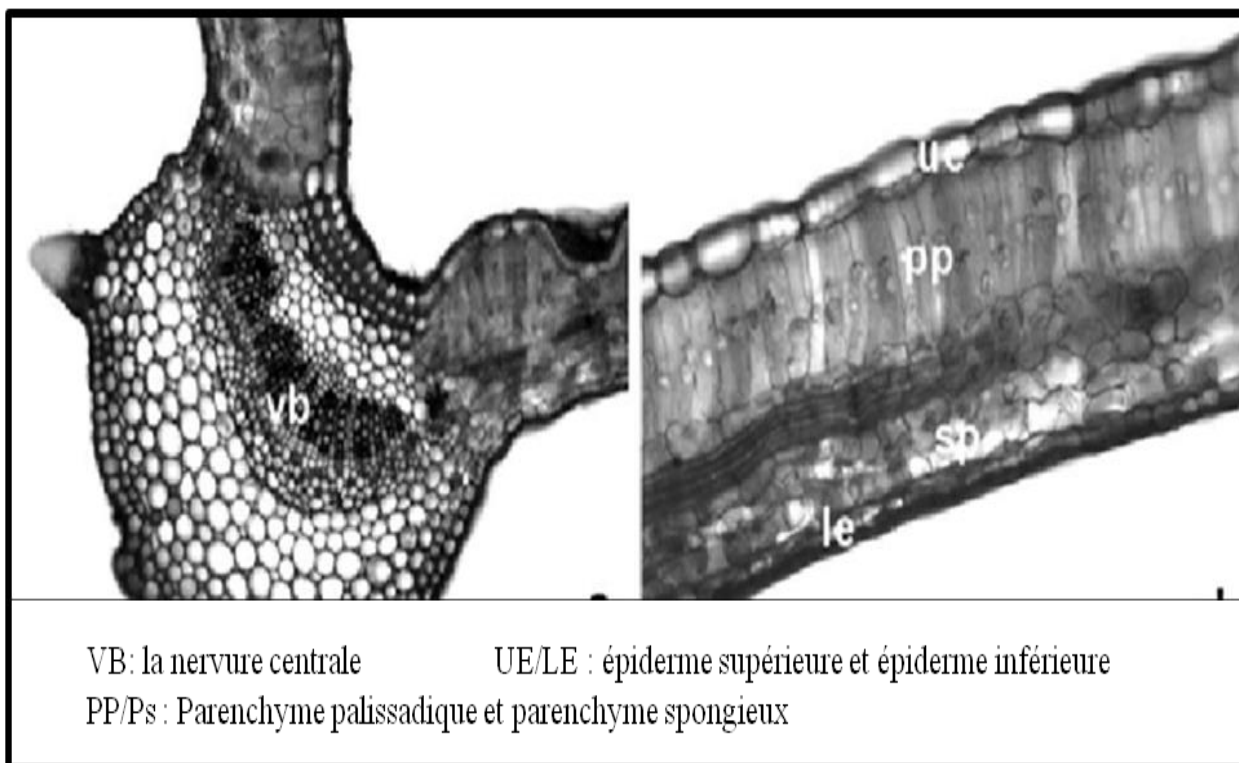 ue
pp
vb
sp
le
VB: la nervure centrale UE/LE : épiderme supérieure et épiderme inférieure
PP/Ps : Parenchyme palissadique et parenchyme spongieux